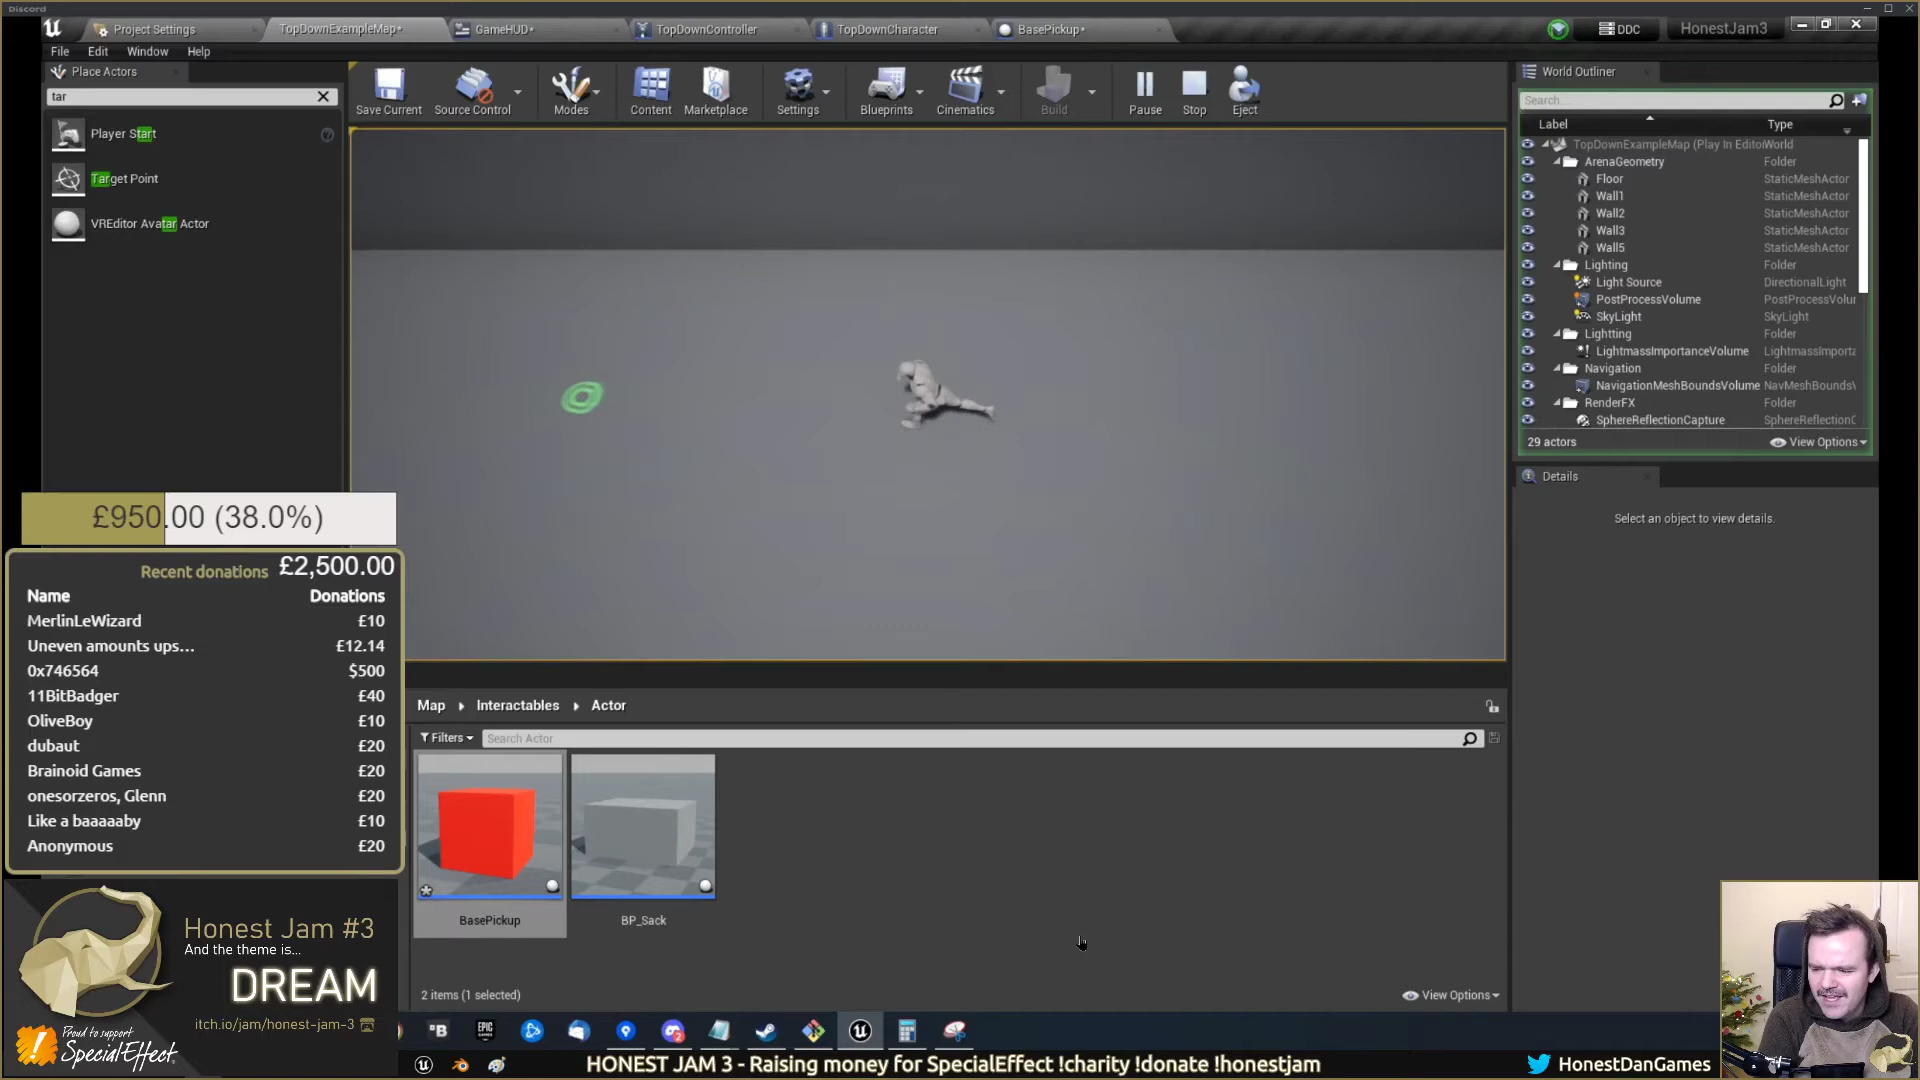 Discord
Project Settings
TopDownExampleMap*
GameHUD*
TopDownController
TopDownCharacter
BasePickup*
DDC
HonestJam3
File Edit Window Help
Place Actors
tar
Player Start
Target Point
VREditor Avatar Actor
Save Current
Source Control
Modes
Content
Marketplace
Settings
Blueprints
Cinematics
Build
Pause
Stop
Eject
World Outliner
Search...
Label Type
TopDownExampleMap (Play In Editor World
ArenaGeometry Folder
Floor StaticMeshActor
Wall1 StaticMeshActor
Wall2 StaticMeshActor
Wall3 StaticMeshActor
Wall5 StaticMeshActor
Lighting Folder
Light Source DirectionalLight
PostProcessVolume PostProcessVolur
SkyLight SkyLight
Lightting Folder
LightmassImportanceVolume LightmassImporta
Navigation Folder
NavigationMeshBoundsVolume NavMeshBoundsV
RenderFX Folder
SphereReflectionCapture SphereReflectionC
29 actors View Options
Details
Select an object to view details.
£950.00 (38.0%)
Recent donations £2,500.00
Name Donations
MerlinLeWizard £10
Uneven amounts ups... £12.14
0x746564 $500
11BitBadger £40
OliveBoy £10
dubaut £20
Brainoid Games £20
onesorzeros, Glenn £20
Like a baaaaaby £10
Anonymous £20
Map Interactables Actor
Filters Search Actor
BasePickup
BP_Sack
2 items (1 selected) View Options
Honest Jam #3
And the theme is...
DREAM
itch.io/jam/honest-jam-3
Proud to support
SpecialEffect
B
EPIC GAMES
HONEST JAM 3 - Raising money for SpecialEffect !charity !donate !honestjam
HonestDanGames